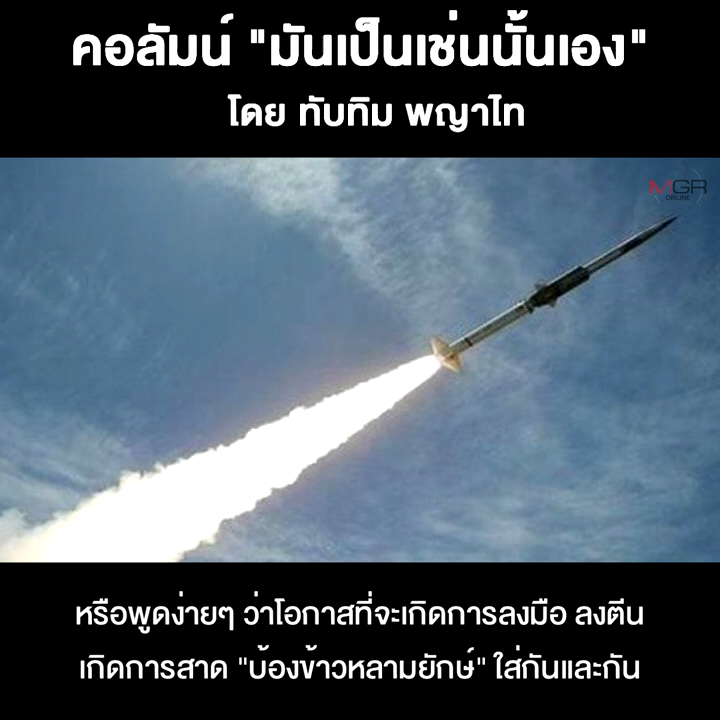 คอลัมน์ "มันเป็นเช่นนั้นเอง"
โดย ทับทิม พญาไท
MGR
ONLINE
หรือพูดง่ายๆ ว่าโอกาสที่จะเกิดการลงมือ ลงตีน
เกิดการสาด "บ้องข้าวหลามยักษ์" ใส่กันและกัน